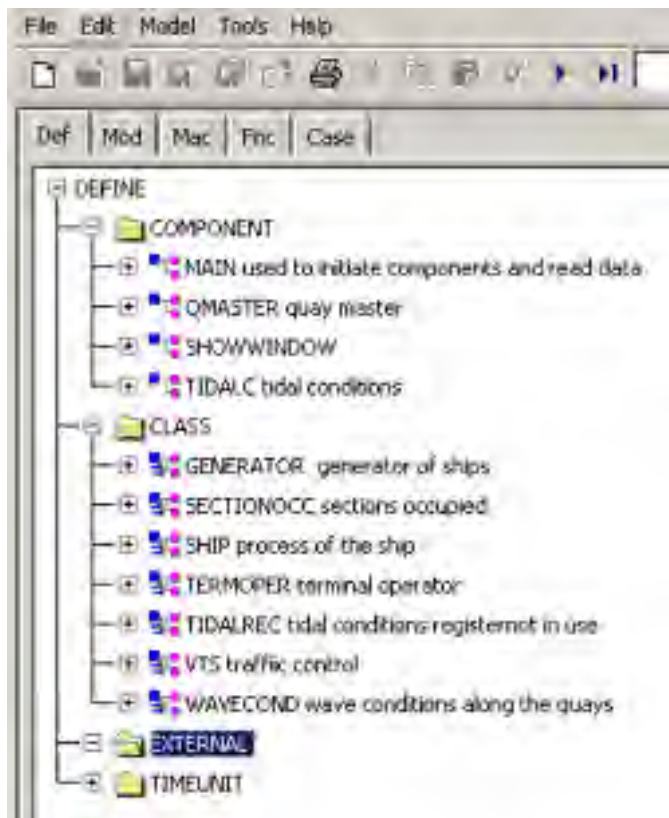 File Edit Model Tools Help
Def Mod Mac Fnc Case
DEFINE
COMPONENT
MAIN used to initiate components and read data
QMASTER quay master
SHOWWINDOW
TIDALC tidal conditions
CLASS
GENERATOR generator of ships
SECTIONOCC sections occupied
SHIP process of the ship
TERMOPER terminal operator
TIDALREC tidal conditions registernot in use
VTS traffic control
WAVECOND wave conditions along the quays
EXTERNAL
TIMEUNIT